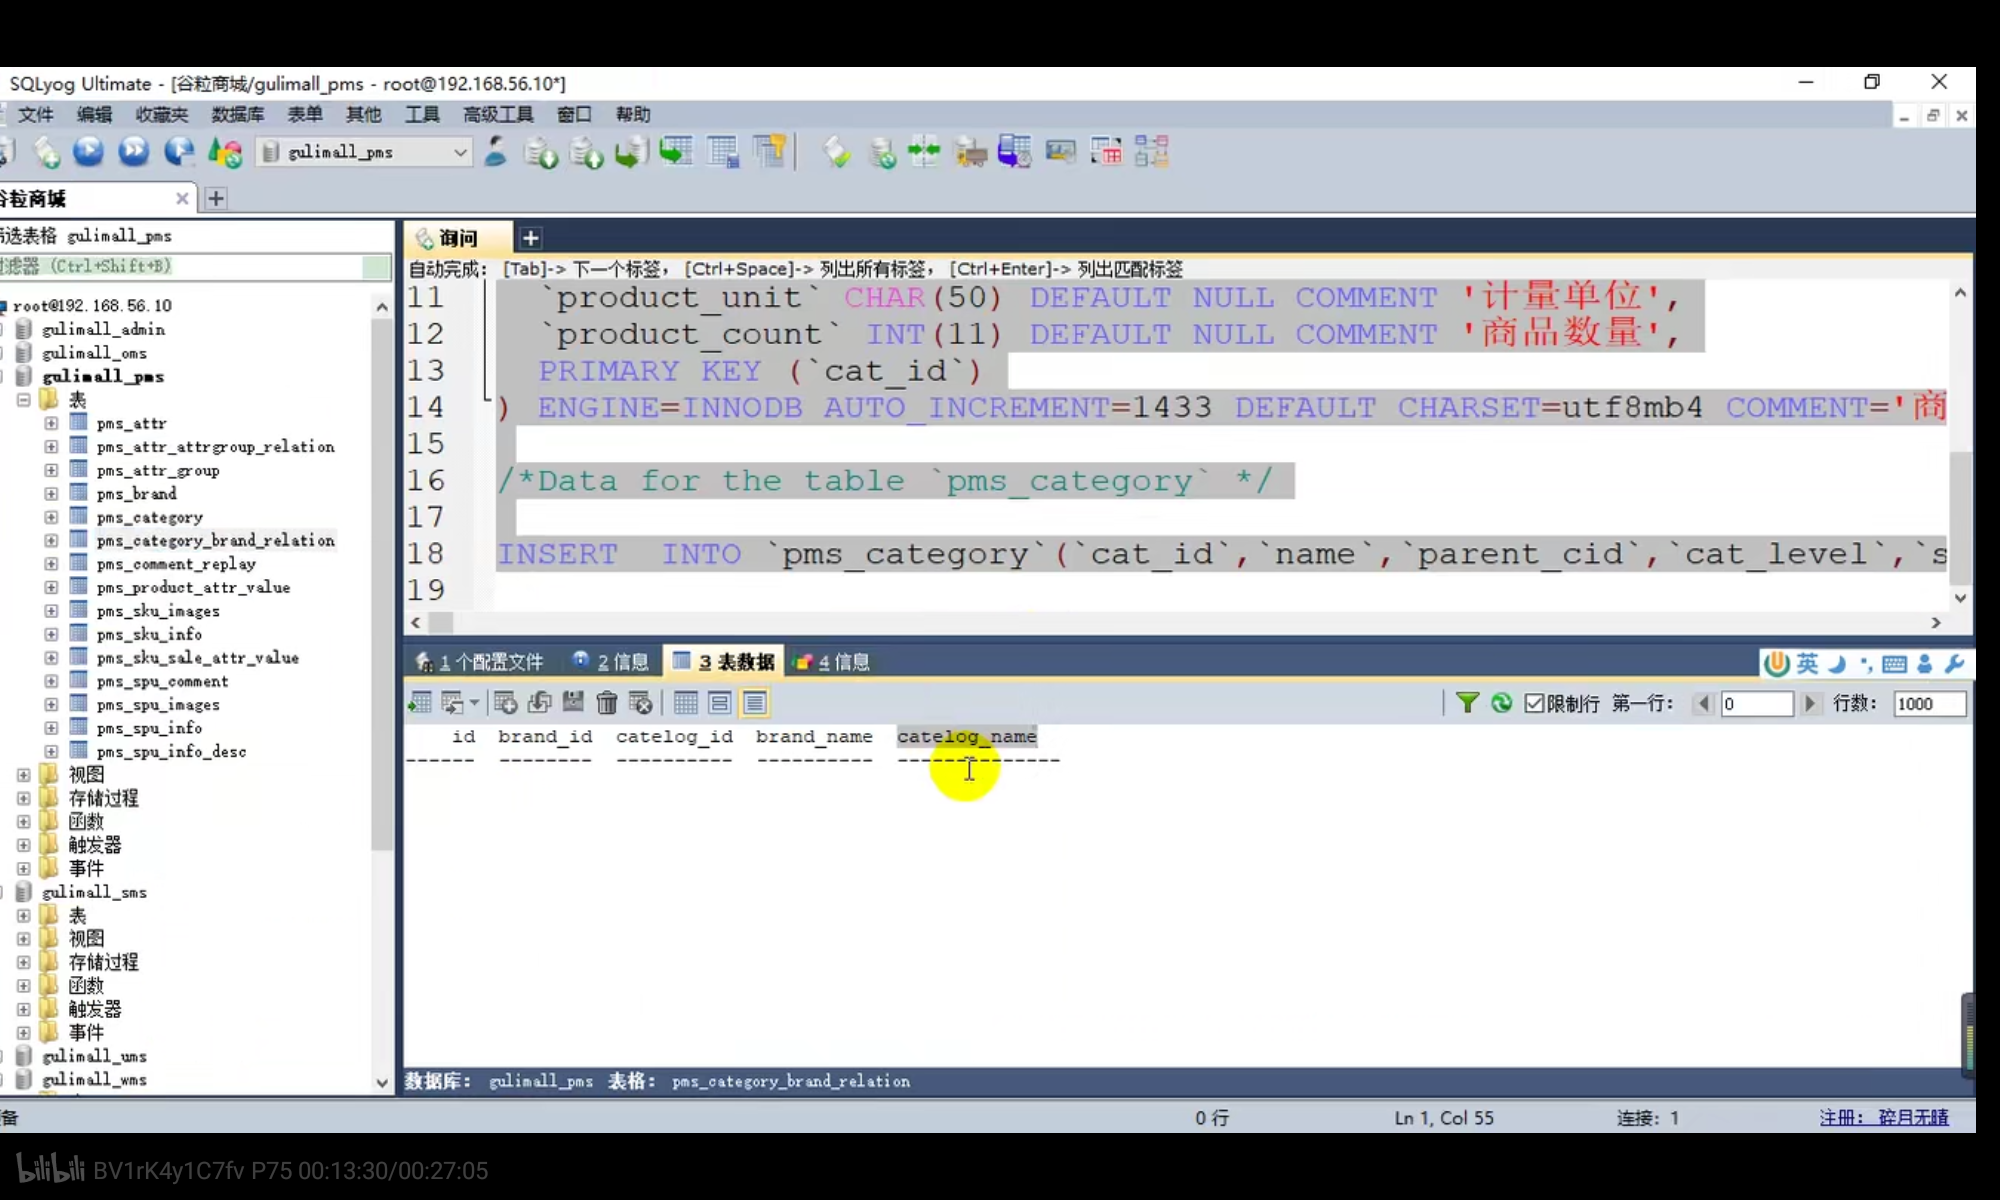 SQLyog Ultimate - [谷粒商城/gulimall_pms - root@192.168.56.10*]
文件 编辑 收藏夹 数据库 表单 其他 工具 高级工具 窗口 帮助
gulimall_pms
谷粒商城
筛选表格 gulimall_pms
过滤器 (Ctrl+Shift+B)
root@192.168.56.10
gulimall_admin
gulimall_oms
gulimall_pms
表
pms_attr
pms_attr_attrgroup_relation
pms_attr_group
pms_brand
pms_category
pms_category_brand_relation
pms_comment_replay
pms_product_attr_value
pms_sku_images
pms_sku_info
pms_sku_sale_attr_value
pms_spu_comment
pms_spu_images
pms_spu_info
pms_spu_info_desc
视图
存储过程
函数
触发器
事件
gulimall_sms
表
视图
存储过程
函数
触发器
事件
gulimall_ums
gulimall_wms
询问
自动完成: [Tab]-> 下一个标签, [Ctrl+Space]-> 列出所有标签, [Ctrl+Enter]-> 列出匹配标签
11 `product_unit` CHAR(50) DEFAULT NULL COMMENT '计量单位',
12 `product_count` INT(11) DEFAULT NULL COMMENT '商品数量',
13 PRIMARY KEY (`cat_id`)
14 ) ENGINE=INNODB AUTO_INCREMENT=1433 DEFAULT CHARSET=utf8mb4 COMMENT='商
15
16 /*Data for the table `pms_category` */
17
18 INSERT  INTO `pms_category`(`cat_id`,`name`,`parent_cid`,`cat_level`,`s
19
1 个配置文件 2 信息 3 表数据 4 信息
英
限制行 第一行: 0 行数: 1000
id brand_id catelog_id brand_name catelog_name
------ -------- ---------- ---------- --------------
数据库: gulimall_pms 表格: pms_category_brand_relation
备 0 行 Ln 1, Col 55 连接: 1 注册: 碎月无晴
bilibili BV1rK4y1C7fv P75 00:13:30/00:27:05